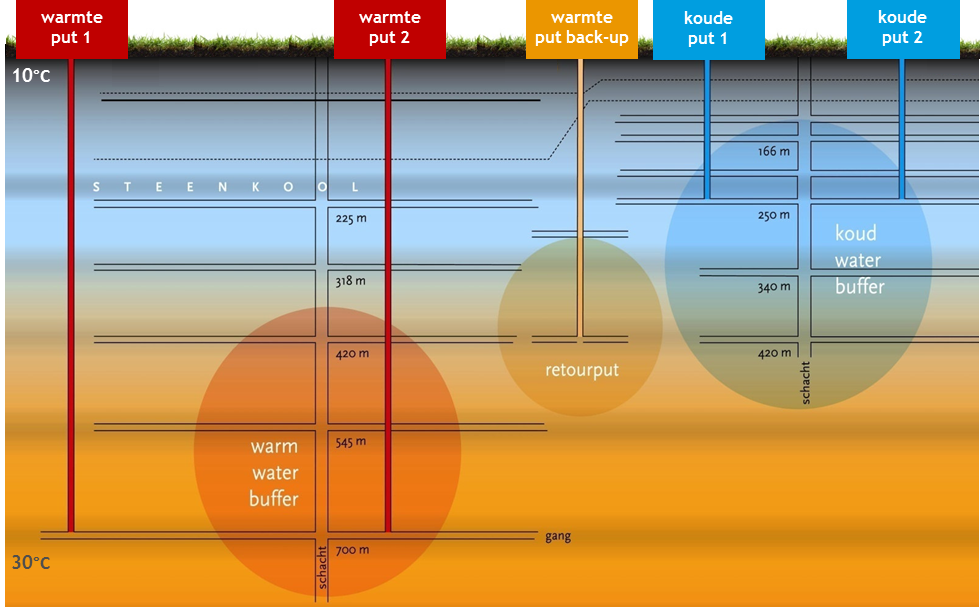 warmte
put 1
warmte
put 2
warmte
put back-up
koude
put 1
koude
put 2
10°C
166 m
STEENKOOL
225 m
250 m
koud
water
buffer
318 m
340 m
420 m
420 m
retourput
schacht
545 m
warm
water
buffer
gang
700 m
30°C
schacht